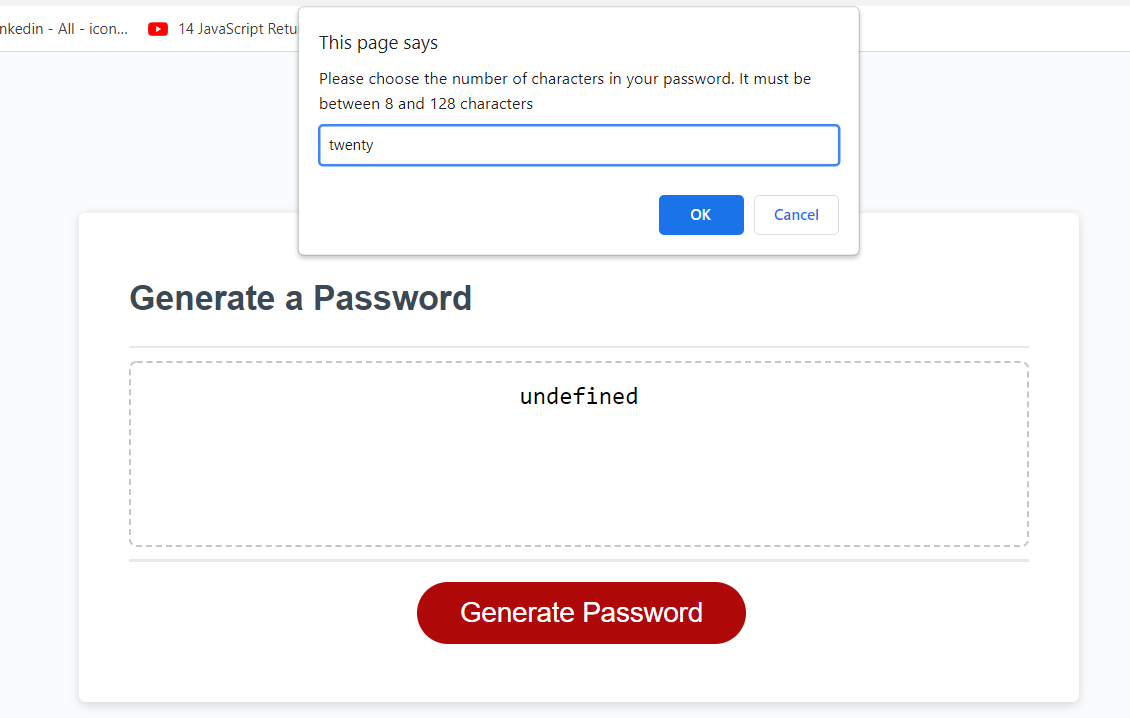 nkedin - All - icon...
14 JavaScript Retu
This page says
Please choose the number of characters in your password. It must be
between 8 and 128 characters
twenty
OK
Cancel
Generate a Password
undefined
Generate Password